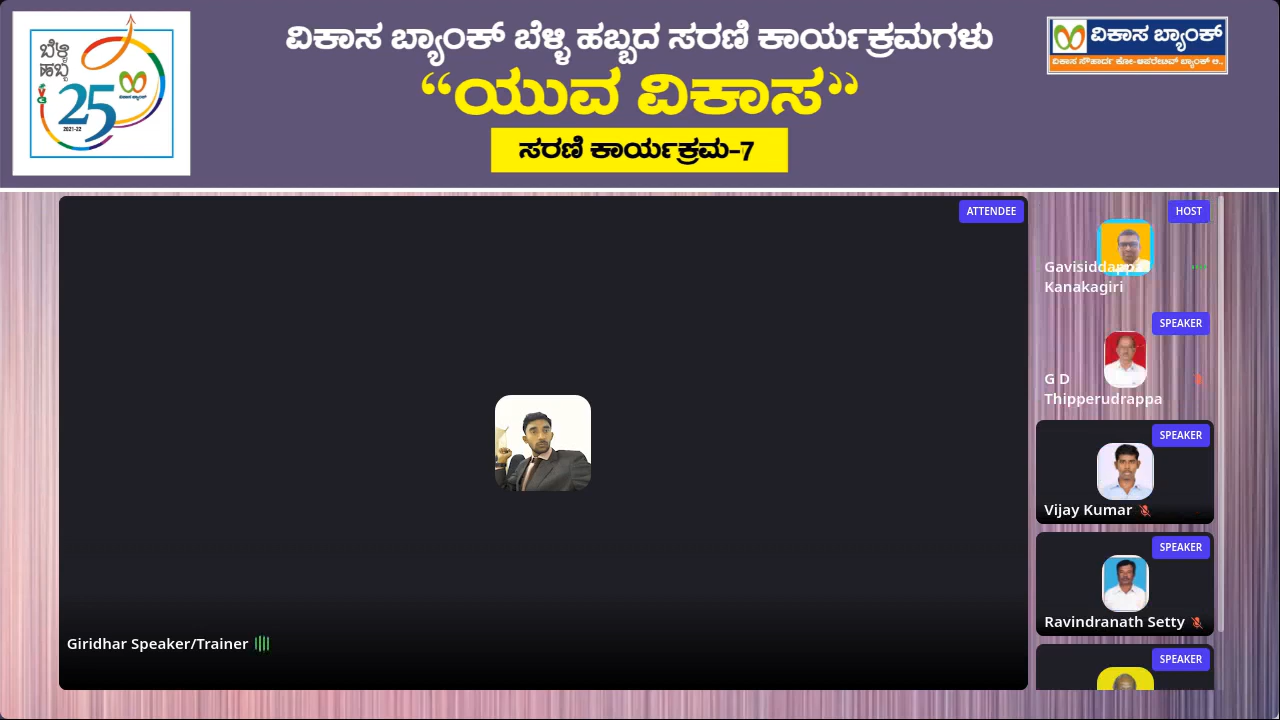 ಬೆಳ್ಳಿ
ಹಬ್ಬ
25
2021-22
ವಿಕಾಸ ಬ್ಯಾಂಕ್ ಬೆಳ್ಳಿ ಹಬ್ಬದ ಸರಣಿ ಕಾರ್ಯಕ್ರಮಗಳು
“ಯುವ ವಿಕಾಸ”
ಸರಣಿ ಕಾರ್ಯಕ್ರಮ-7
ವಿಕಾಸ ಬ್ಯಾಂಕ್
ವಿಕಾಸ ಸೌಹಾರ್ದ ಕೋ-ಆಪರೇಟಿವ್ ಬ್ಯಾಂಕ್ ಲಿ.,
ATTENDEE
Giridhar Speaker/Trainer
HOST
Gavisiddappa
Kanakagiri
SPEAKER
G D
Thipperudrappa
SPEAKER
Vijay Kumar
SPEAKER
Ravindranath Setty
SPEAKER